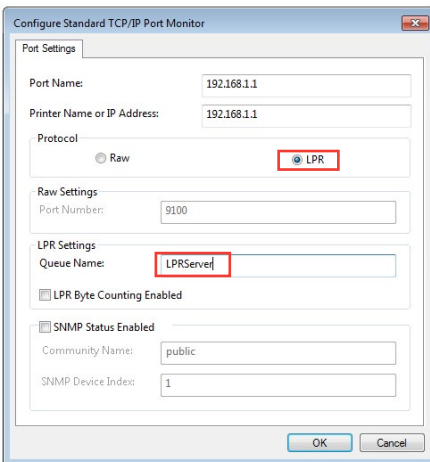 Configure Standard TCP/IP Port Monitor
Port Settings
Port Name: 192.168.1.1
Printer Name or IP Address: 192.168.1.1
Protocol
Raw LPR
Raw Settings
Port Number: 9100
LPR Settings
Queue Name: LPRServer
LPR Byte Counting Enabled
SNMP Status Enabled
Community Name: public
SNMP Device Index: 1
OK Cancel